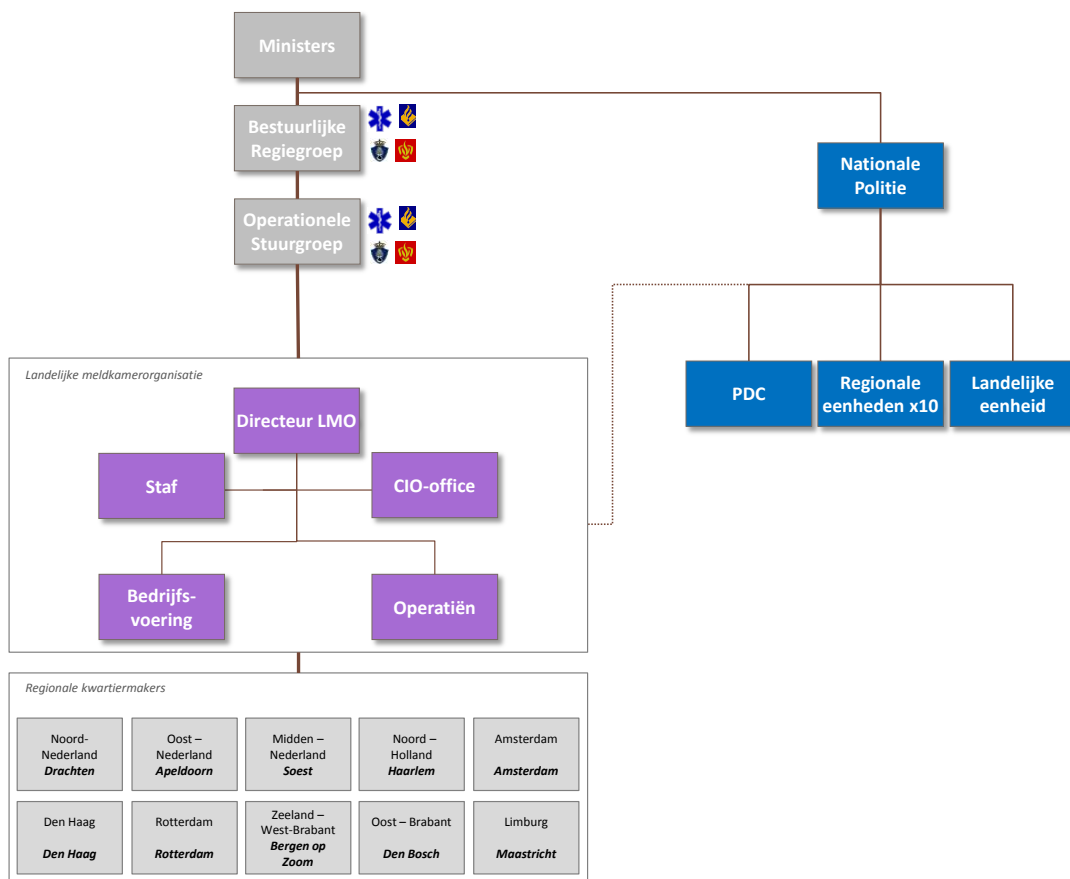 Ministers
Bestuurlijke
Regiegroep
Operationele
Stuurgroep
Nationale
Politie
PDC
Regionale
eenheden x10
Landelijke
eenheid
Landelijke meldkamerorganisatie
Directeur LMO
Staf
CIO-office
Bedrijfs-
voering
Operatiën
Regionale kwartiermakers
Noord-
Nederland
Drachten
Oost –
Nederland
Apeldoorn
Midden –
Nederland
Soest
Noord –
Holland
Haarlem
Amsterdam
Amsterdam
Den Haag
Den Haag
Rotterdam
Rotterdam
Zeeland –
West-Brabant
Bergen op
Zoom
Oost – Brabant
Den Bosch
Limburg
Maastricht